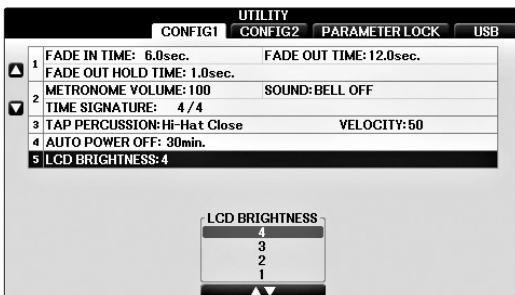 UTILITY
CONFIG1 CONFIG2 PARAMETER LOCK USB
1 FADE IN TIME: 6.0sec. FADE OUT TIME:12.0sec.
FADE OUT HOLD TIME: 1.0sec.
2 METRONOME VOLUME:100 SOUND:BELL OFF
TIME SIGNATURE: 4/4
3 TAP PERCUSSION:Hi-Hat Close VELOCITY:50
4 AUTO POWER OFF: 30min.
5 LCD BRIGHTNESS:4
LCD BRIGHTNESS
4
3
2
1